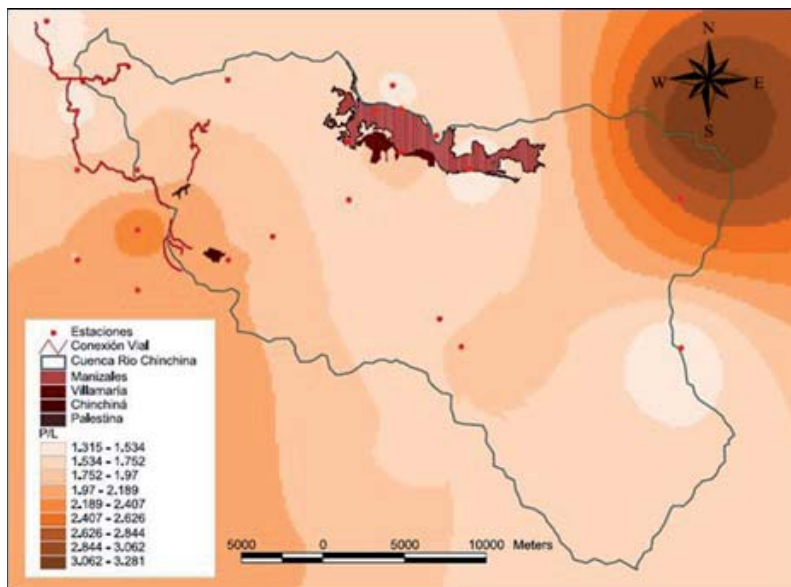 N
W E
S
Estaciones
Conexión Vial
Cuenca Rio Chinchina
Manizales
Villamaría
Chinchiná
Palestina
P/L
1.315 - 1.534
1.534 - 1.752
1.752 - 1.97
1.97 - 2.189
2.189 - 2.407
2.407 - 2.626
2.626 - 2.844
2.844 - 3.062
3.062 - 3.281
5000 0 5000 10000 Meters